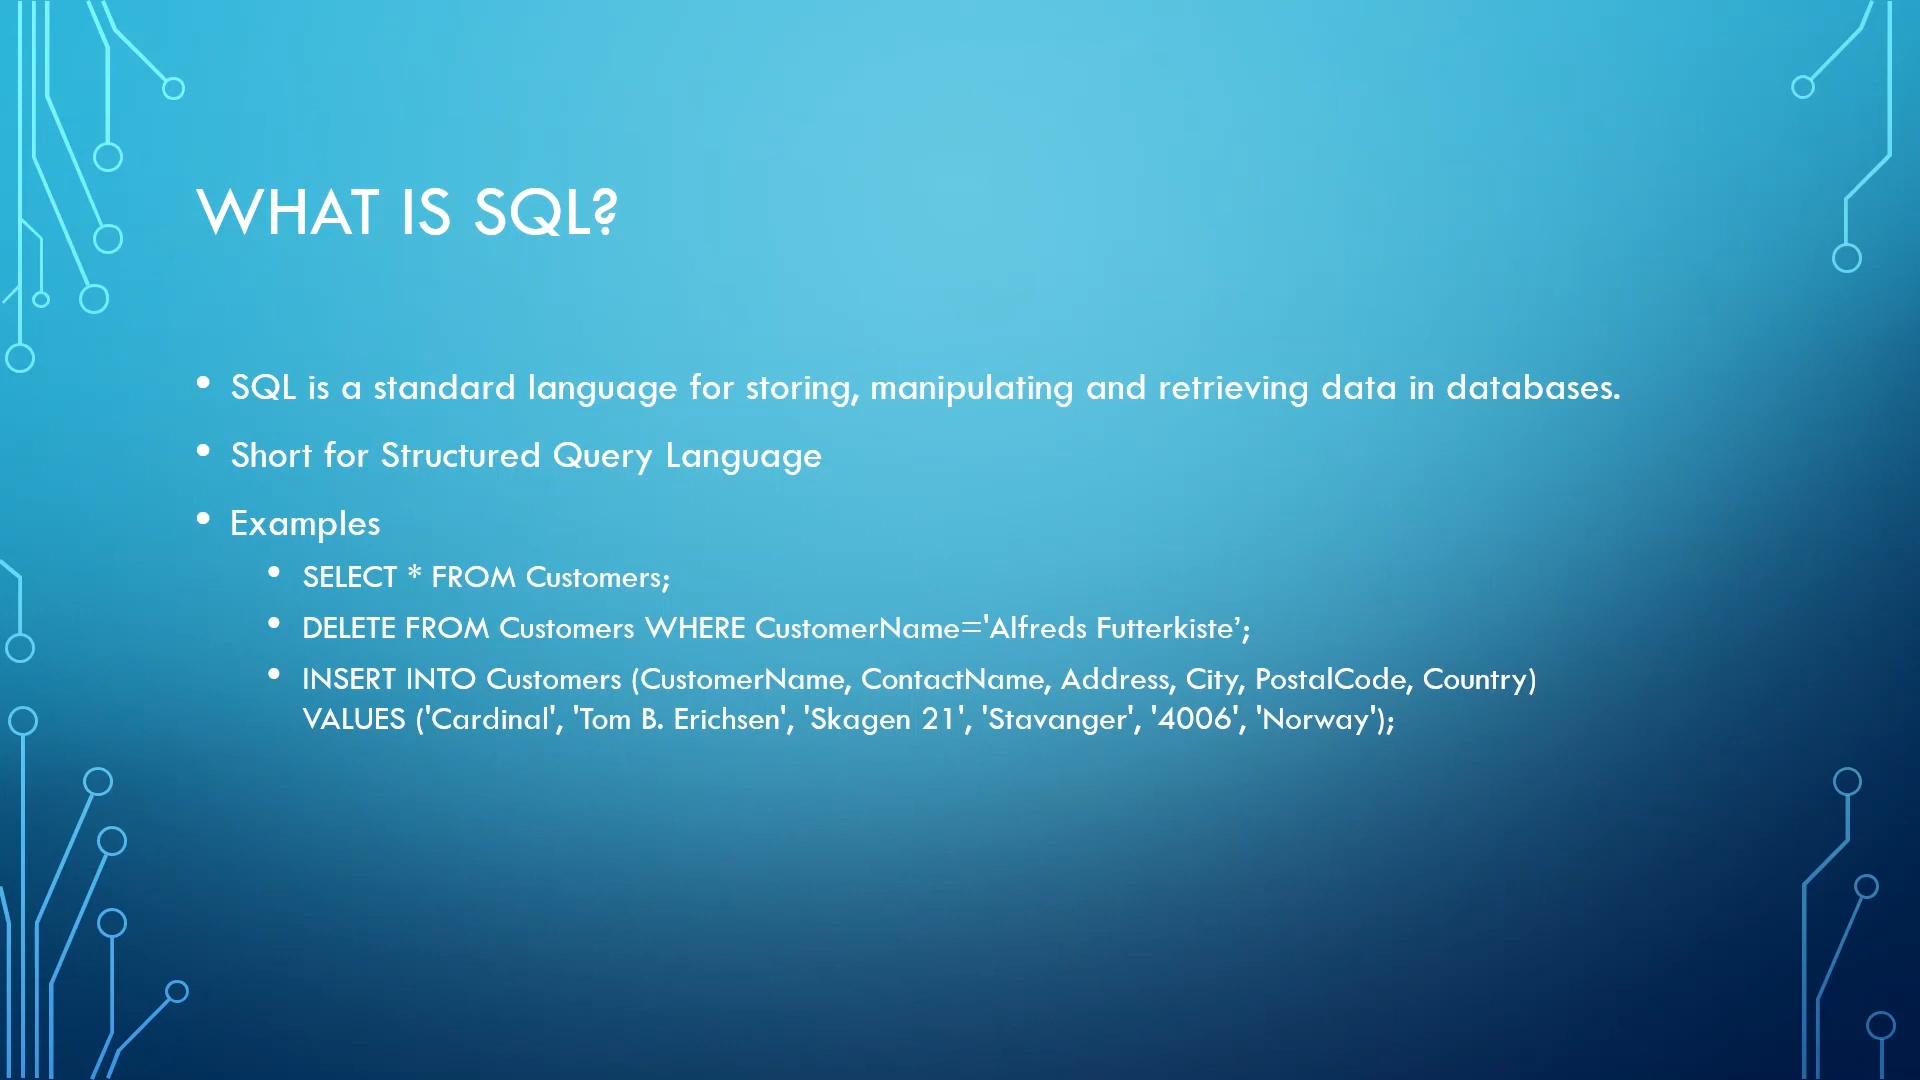 WHAT IS SQL?
• SQL is a standard language for storing, manipulating and retrieving data in databases.
• Short for Structured Query Language
• Examples
• SELECT * FROM Customers;
• DELETE FROM Customers WHERE CustomerName='Alfreds Futterkiste’;
• INSERT INTO Customers (CustomerName, ContactName, Address, City, PostalCode, Country)
VALUES ('Cardinal', 'Tom B. Erichsen', 'Skagen 21', 'Stavanger', '4006', 'Norway');